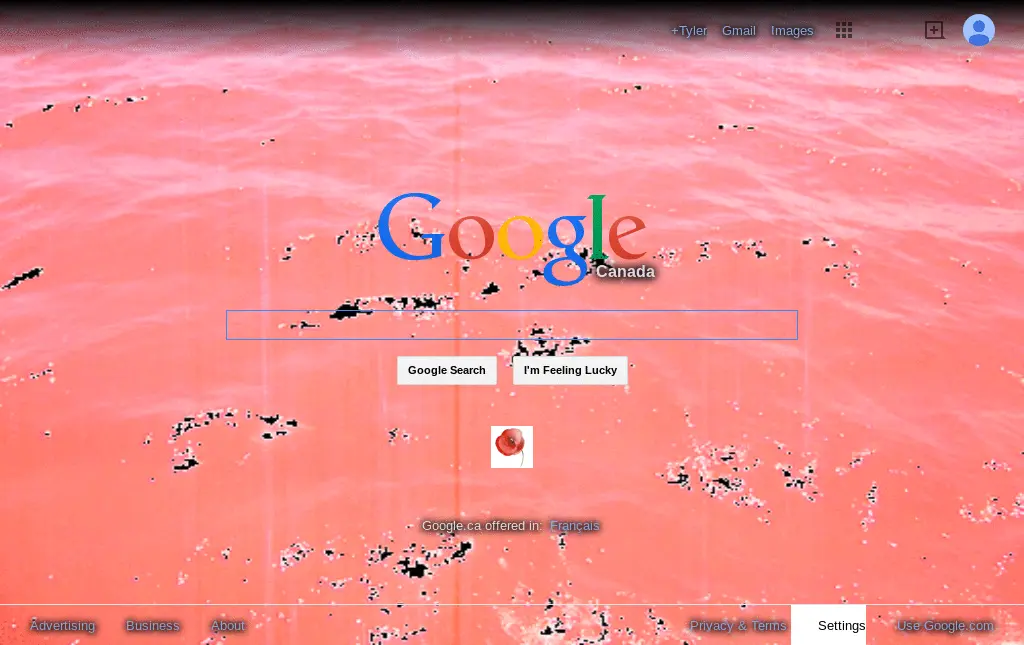 +Tyler Gmail Images
Google
Canada
Google Search I'm Feeling Lucky
Google.ca offered in: Français
Advertising Business About Privacy & Terms Settings Use Google.com